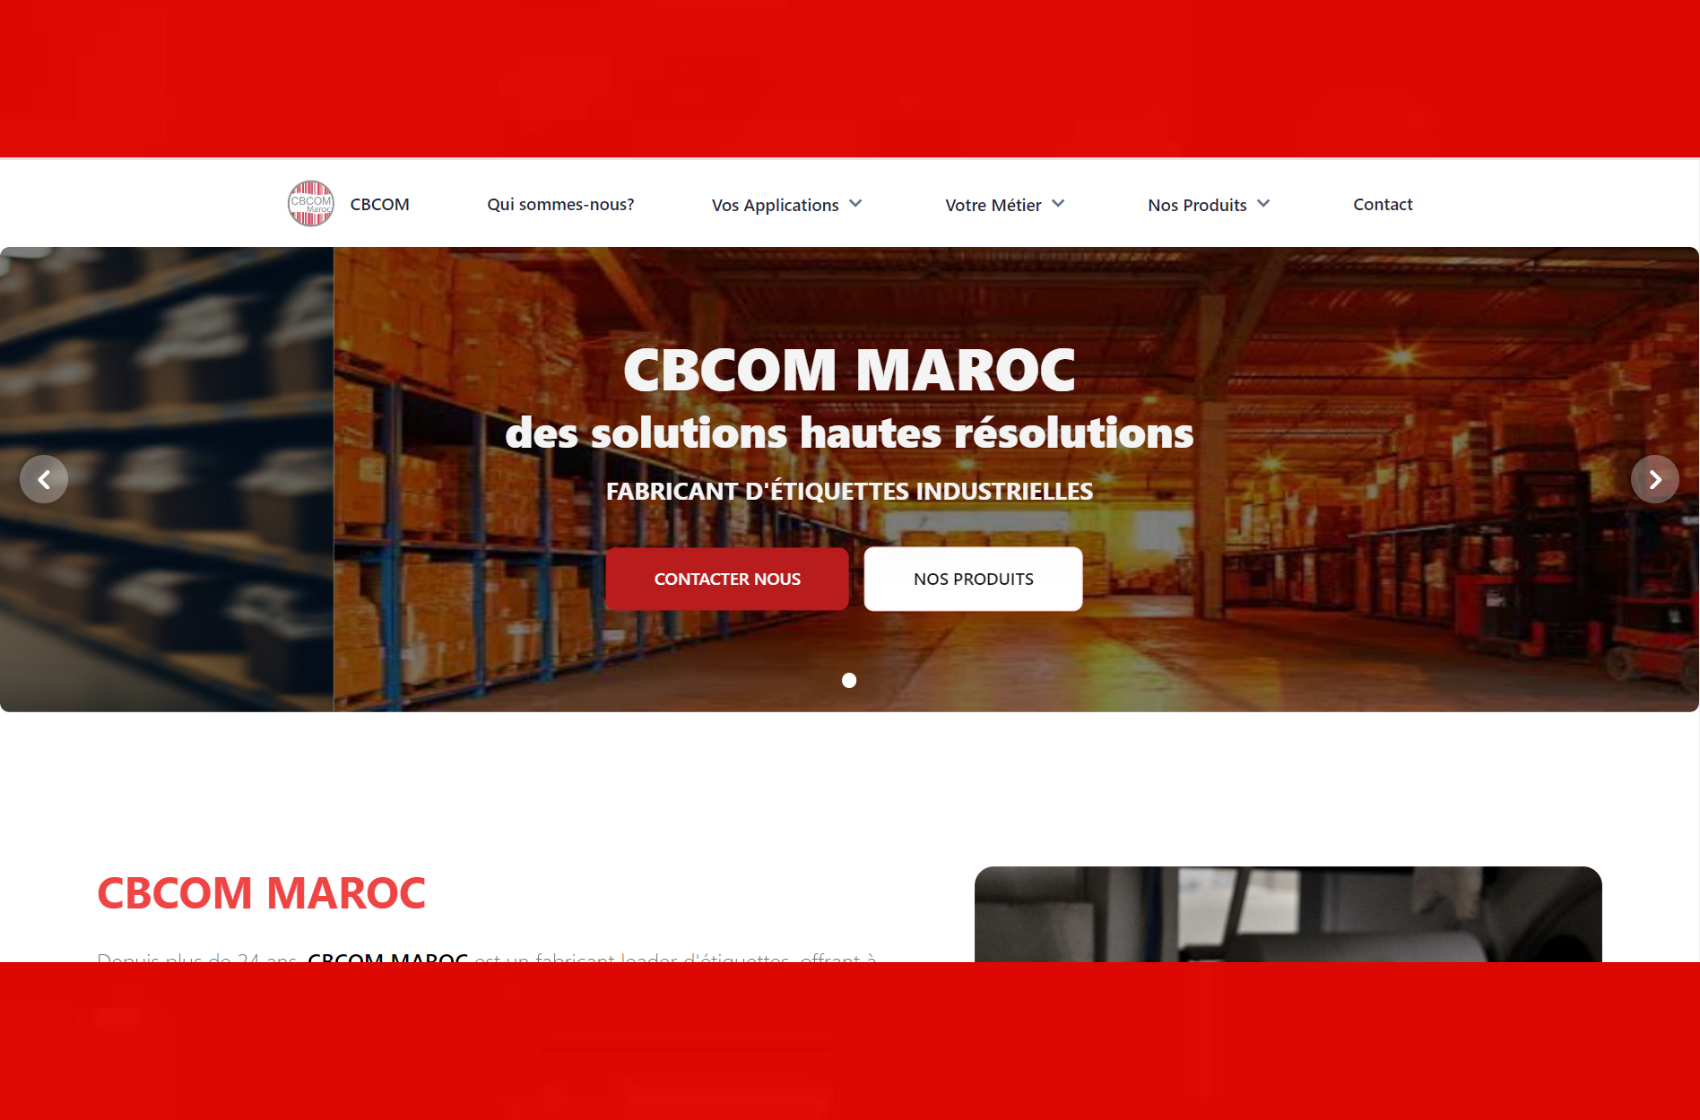 CBCOM
Maroc
CBCOM
Qui sommes-nous?
Vos Applications
Votre Métier
Nos Produits
Contact
CBCOM MAROC
des solutions hautes résolutions
FABRICANT D'ÉTIQUETTES INDUSTRIELLES
CONTACTER NOUS
NOS PRODUITS
CBCOM MAROC
Depuis plus de 24 ans, CBCOM MAROC est un fabricant leader d'étiquettes, offrant à